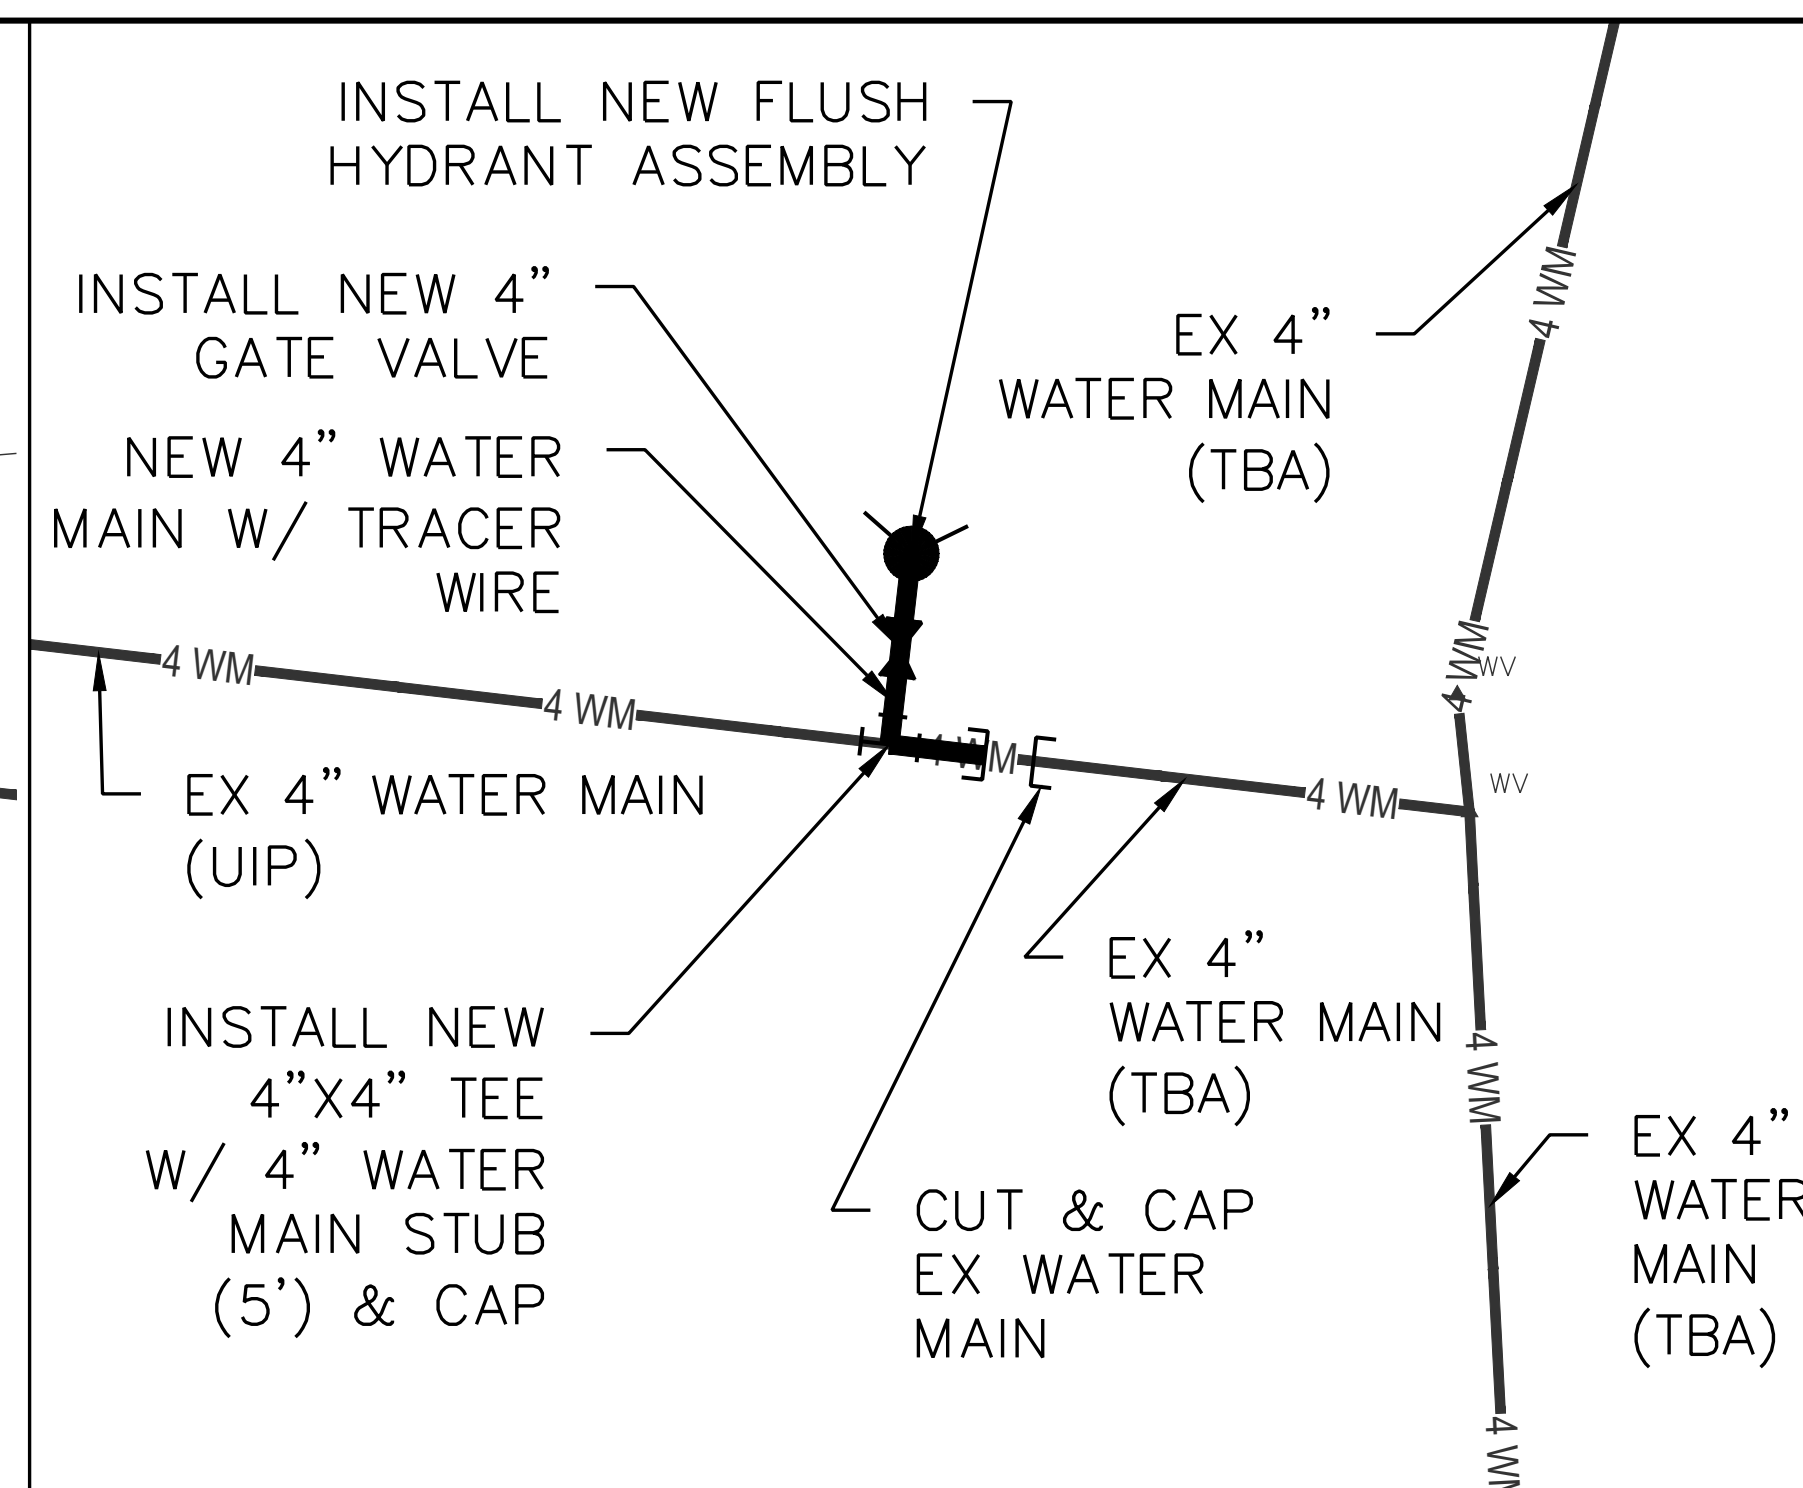 INSTALL NEW FLUSH
HYDRANT ASSEMBLY
INSTALL NEW 4”
GATE VALVE
NEW 4” WATER
MAIN W/ TRACER
WIRE
EX 4”
WATER MAIN
(TBA)
4 WM
4 WM
WV
4 WM
4 WM
4 WM
4 WM
WV
EX 4” WATER MAIN
(UIP)
INSTALL NEW
4”X4” TEE
W/ 4” WATER
MAIN STUB
(5’) & CAP
EX 4”
WATER MAIN
(TBA)
CUT & CAP
EX WATER
MAIN
4 WM
EX 4”
WATER
MAIN
(TBA)
4 WM